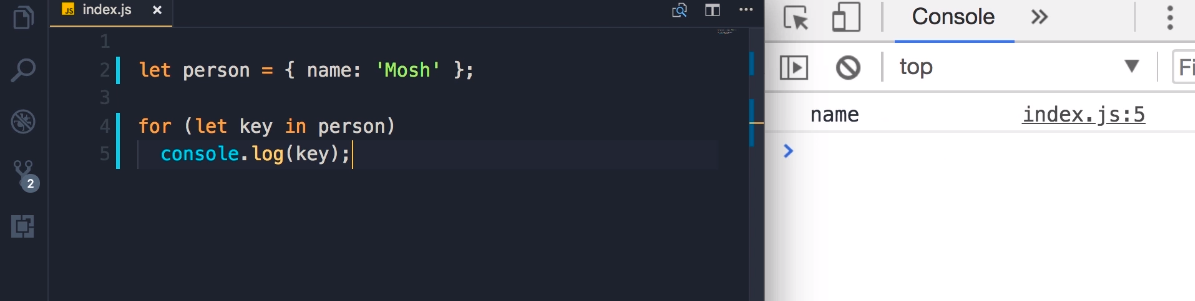 index.js
1
2 let person = { name: 'Mosh' };
3
4 for (let key in person)
5   console.log(key);
2
Console
top
Fi
name index.js:5